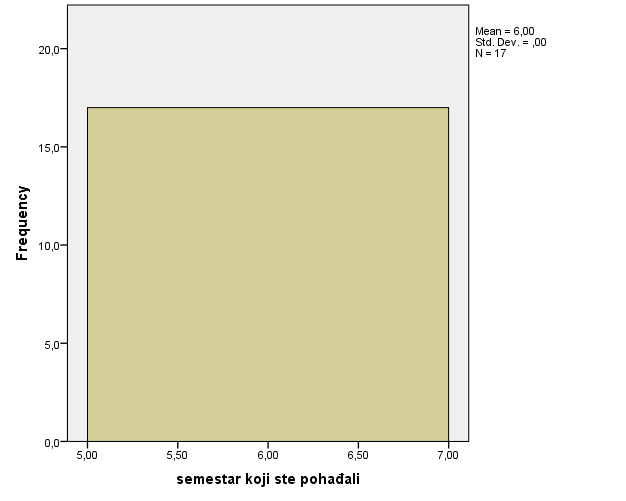 Mean = 6,00
Std. Dev. = ,00
N = 17
20,0
15,0
10,0
5,0
0,0
Frequency
5,00 5,50 6,00 6,50 7,00
semestar koji ste pohađali